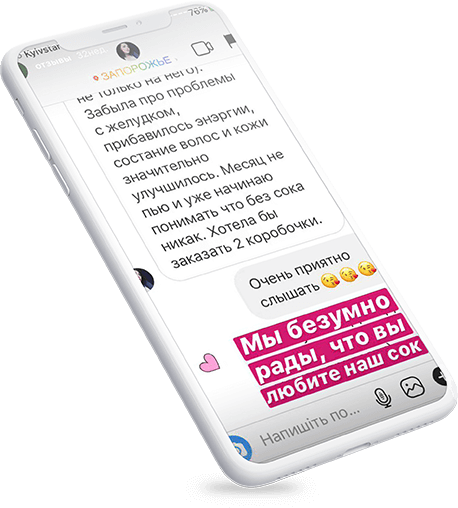 Kyivstar
76%
отзывы 32нед.
ЗАПОРОЖЬЕ
не только на него).
Забыла про проблемы
с желудком,
прибавилось энэргии,
состание волос и кожи
значительно
улучшилось. Месяц не
пью и уже начинаю
понимать что без сока
никак. Хотела бы
заказать 2 коробочки.
Очень приятно
слышать 😘😘😘
Мы безумно
рады, что вы
любите наш сок
Напишіть по...